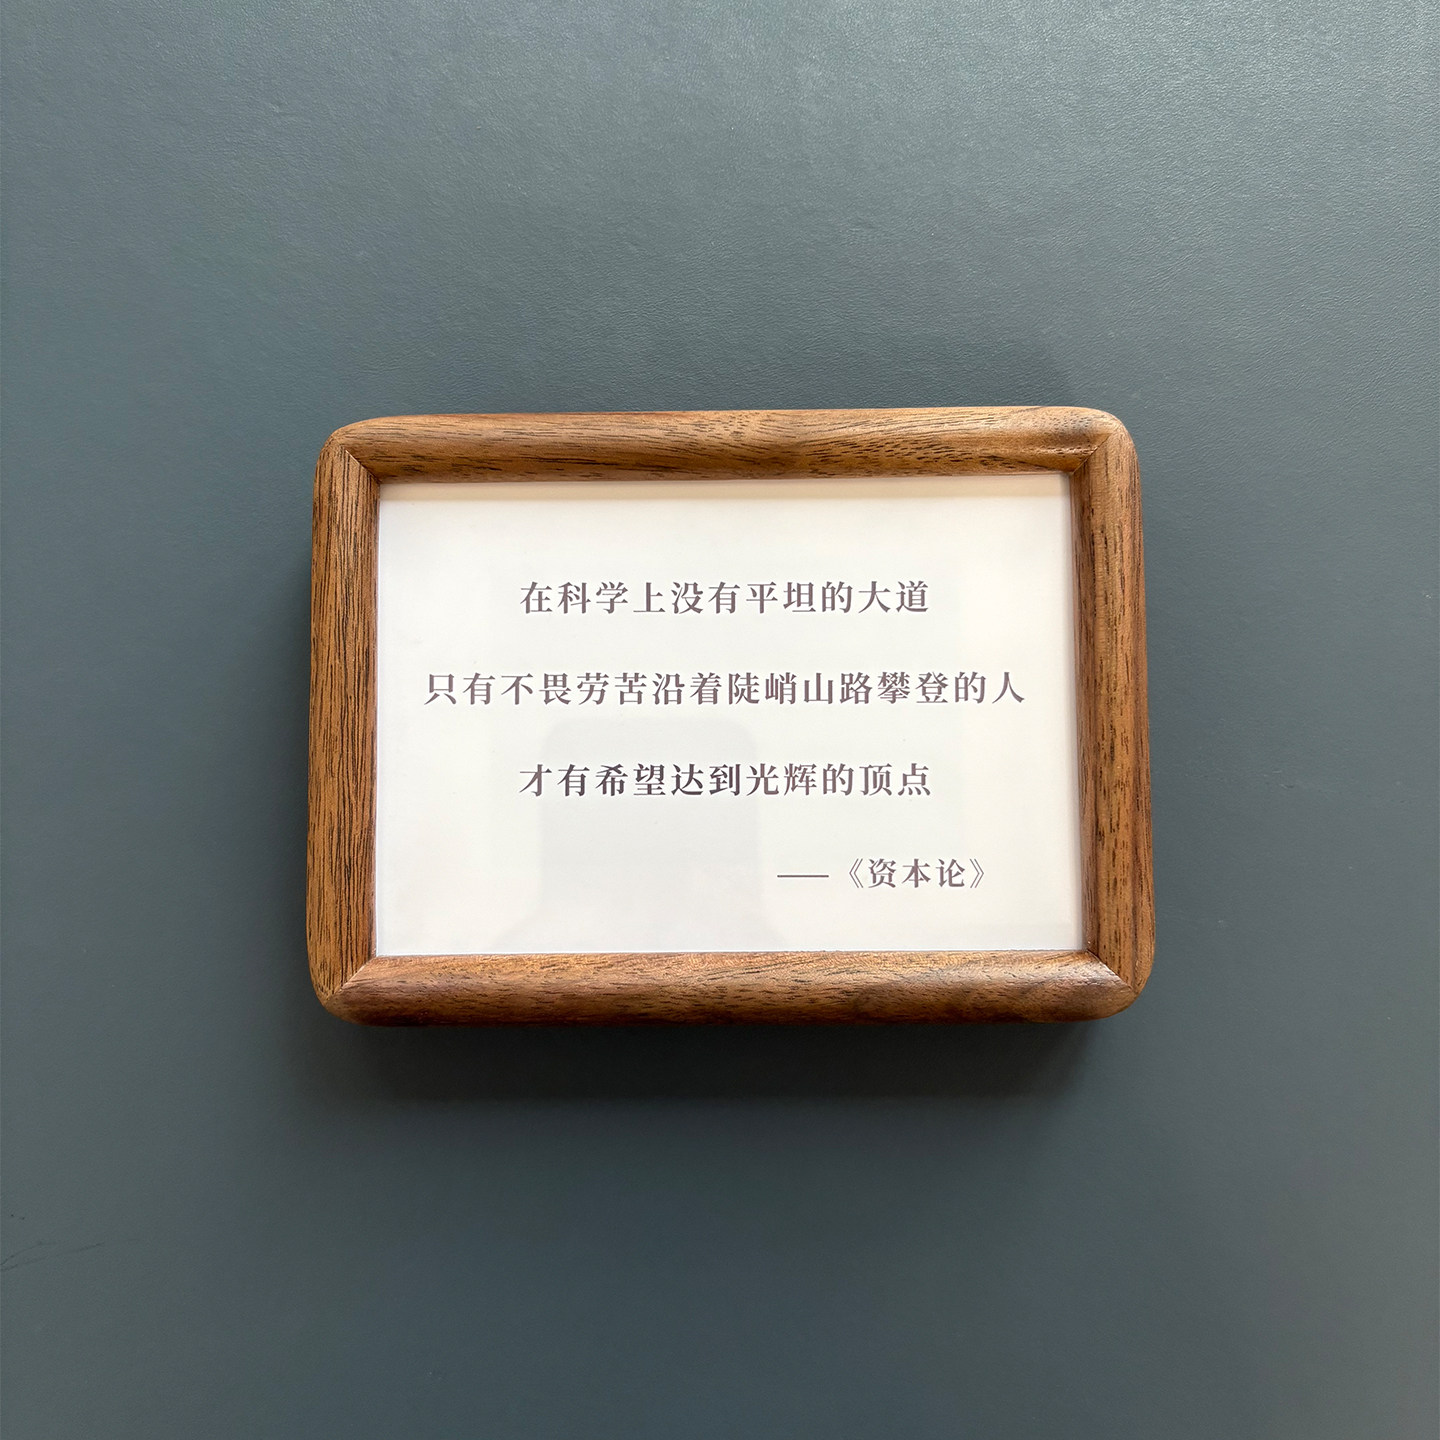 在科学上没有平坦的大道
只有不畏劳苦沿着陡峭山路攀登的人
才有希望达到光辉的顶点
——《资本论》